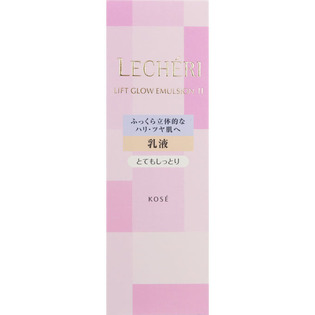 LECHÉRI
LIFT GLOW EMULSION II
ふっくら立体的な
ハリ・ツヤ肌へ
乳液
とてもしっとり
KOSÉ